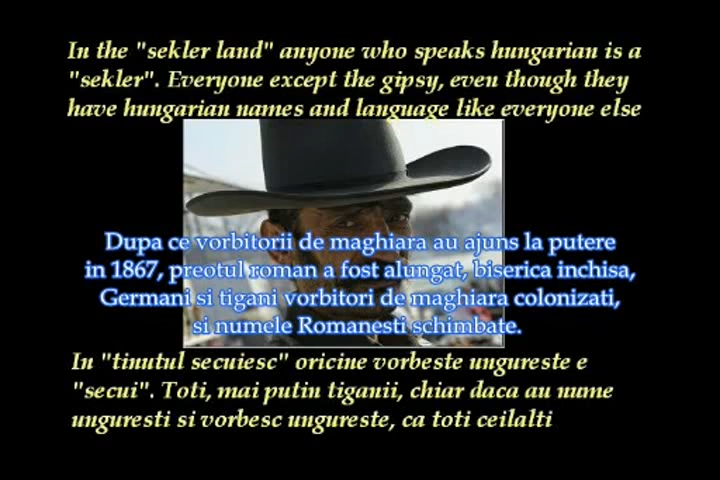 In the "sekler land" anyone who speaks hungarian is a
"sekler". Everyone except the gipsy, even though they
have hungarian names and language like everyone else
Dupa ce vorbitorii de maghiara au ajuns la putere
in 1867, preotul roman a fost alungat, biserica inchisa,
Germani si tigani vorbitori de maghiara colonizati,
si numele Romanesti schimbate.
In "tinutul secuiesc" oricine vorbeste ungureste e
"secui". Toti, mai putin tiganii, chiar daca au nume
unguresti si vorbesc ungureste, ca toti ceilalti